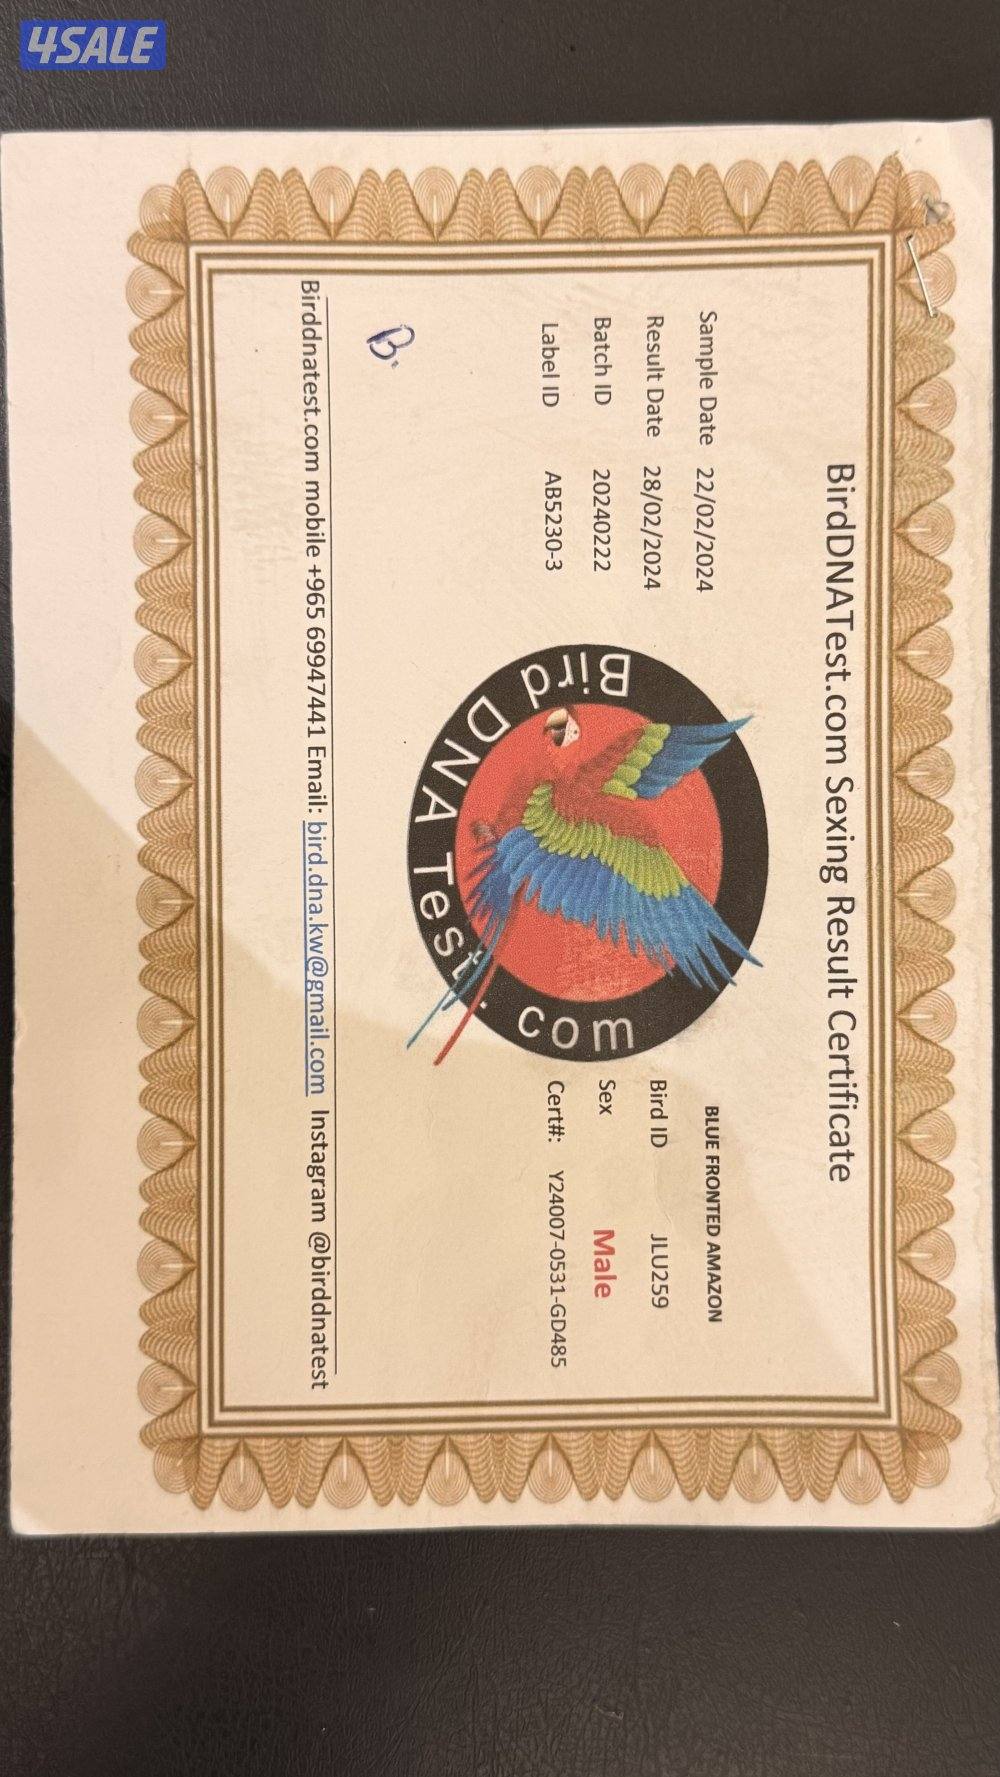 4SALE
BirdDNATest.com Sexing Result Certificate
Sample Date 22/02/2024
Result Date 28/02/2024
Batch ID 20240222
Label ID AB5230-3
Bird DNA Test.com
BLUE FRONTED AMAZON
Bird ID JLU259
Sex Male
Cert#: Y24007-0531-GD485
B.
Birddnatest.com mobile +965 69947441 Email: bird.dna.kw@gmail.com Instagram @birddnatest